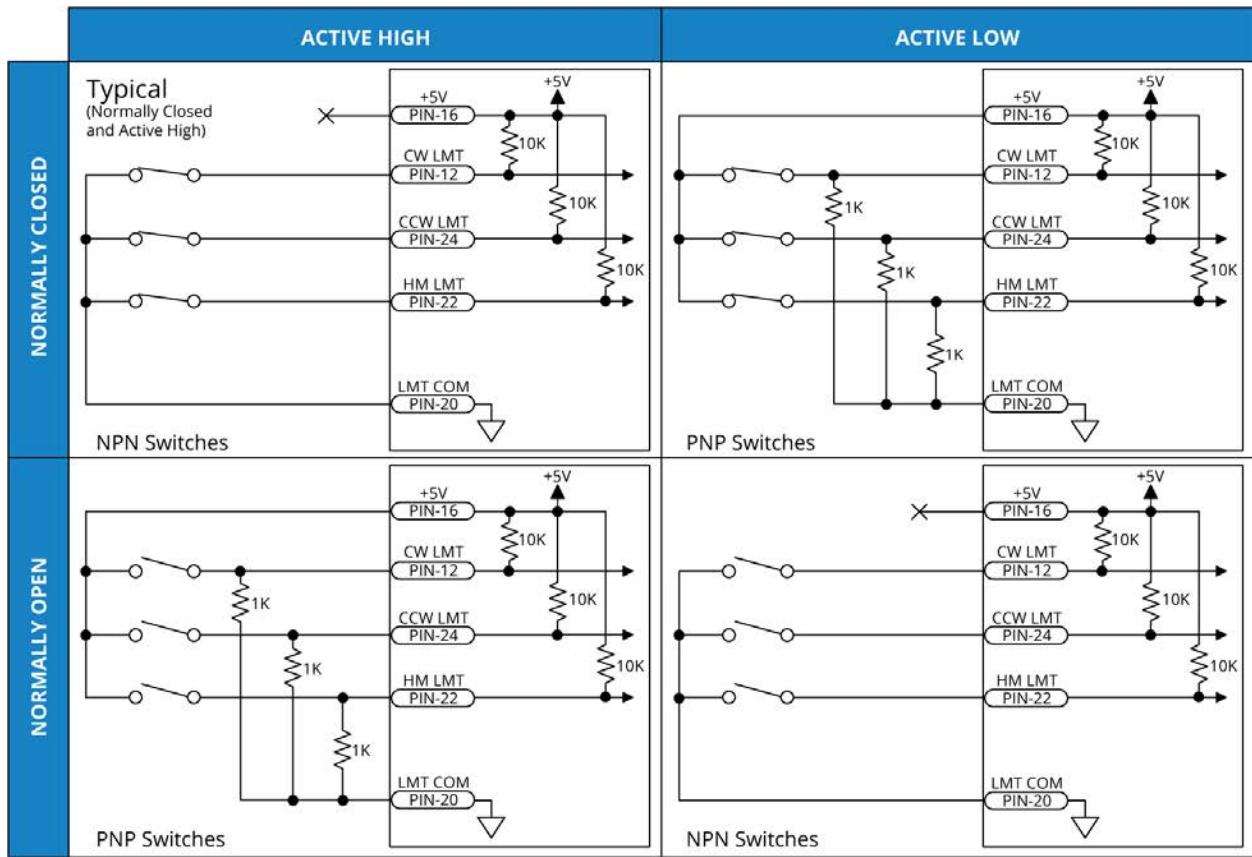 ACTIVE HIGH
ACTIVE LOW
NORMALLY CLOSED
Typical
(Normally Closed
and Active High)
+5V
+5V
PIN-16
10K
CW LMT
PIN-12
10K
CCW LMT
PIN-24
10K
HM LMT
PIN-22
LMT COM
PIN-20
NPN Switches
+5V
+5V
PIN-16
10K
CW LMT
PIN-12
1K
10K
CCW LMT
PIN-24
1K
10K
HM LMT
PIN-22
1K
LMT COM
PIN-20
PNP Switches
NORMALLY OPEN
+5V
+5V
PIN-16
10K
CW LMT
PIN-12
1K
10K
CCW LMT
PIN-24
1K
10K
HM LMT
PIN-22
1K
LMT COM
PIN-20
PNP Switches
+5V
+5V
PIN-16
10K
CW LMT
PIN-12
10K
CCW LMT
PIN-24
10K
HM LMT
PIN-22
LMT COM
PIN-20
NPN Switches